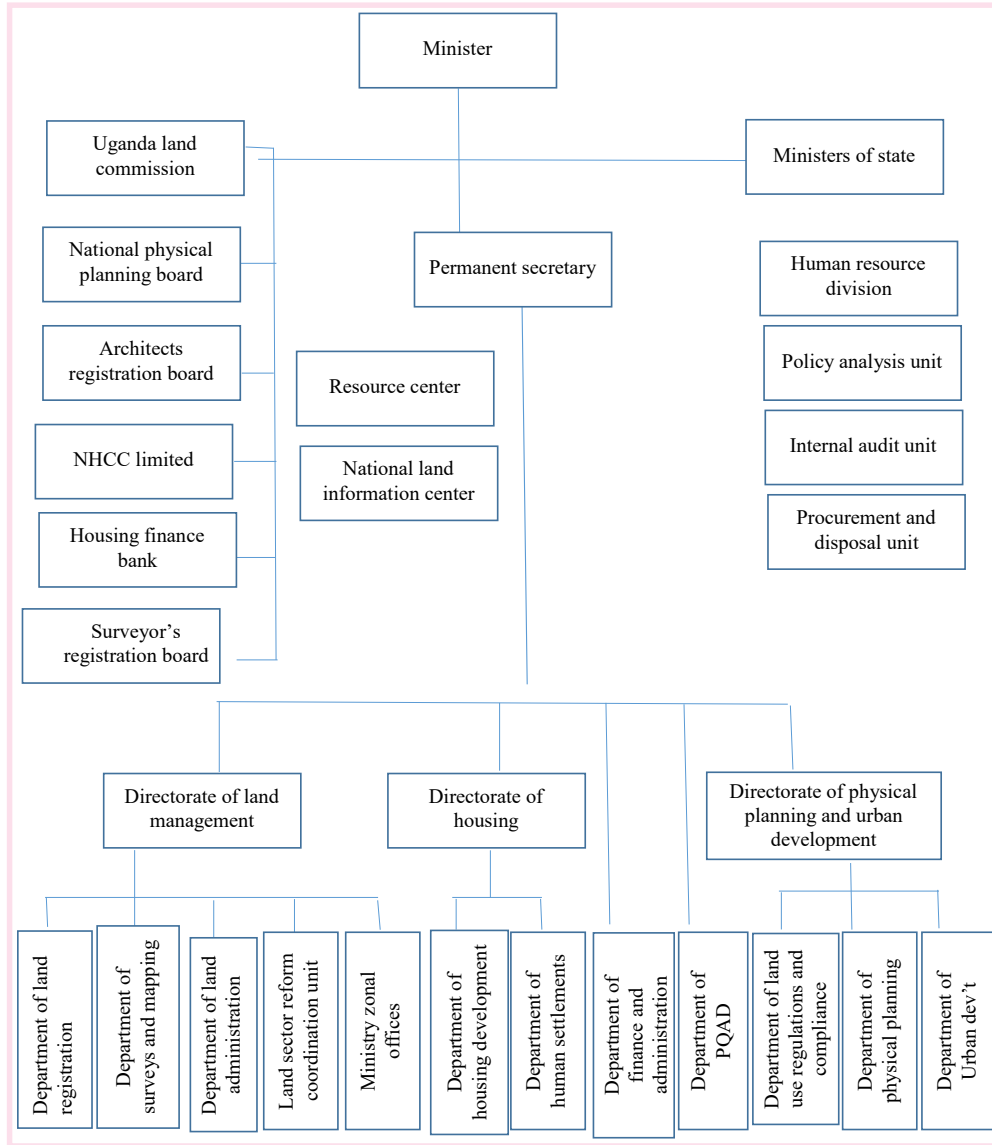 Minister
Uganda land
commission
Ministers of state
National physical
planning board
Permanent secretary
Human resource
division
Architects
registration board
Resource center
Policy analysis unit
NHCC limited
National land
information center
Internal audit unit
Housing finance
bank
Procurement and
disposal unit
Surveyor’s
registration board
Directorate of land
management
Directorate of
housing
Directorate of physical
planning and urban
development
Department of land
registration
Department of
surveys and mapping
Department of land
administration
Land sector reform
coordination unit
Ministry zonal
offices
Department of
housing development
Department of
human settlements
Department of
finance and
administration
Department of
PQAD
Department of land
use regulations and
compliance
Department of
physical planning
Department of
Urban dev’t